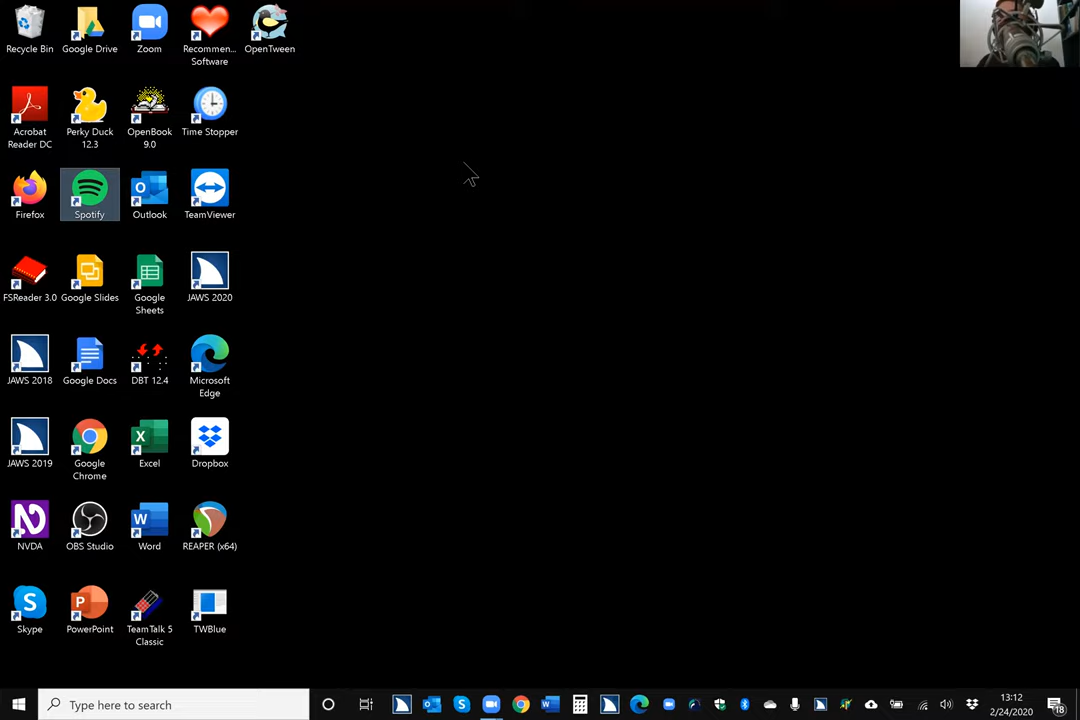 Recycle Bin
Google Drive
Zoom
Recommen...
Software
OpenTween
Acrobat
Reader DC
Perky Duck
12.3
OpenBook
9.0
Time Stopper
Firefox
Spotify
Outlook
TeamViewer
FSReader 3.0
Google Slides
Google
Sheets
JAWS 2020
JAWS 2018
Google Docs
DBT 12.4
Microsoft
Edge
JAWS 2019
Google
Chrome
Excel
Dropbox
NVDA
OBS Studio
Word
REAPER (x64)
Skype
PowerPoint
TeamTalk 5
Classic
TWBlue
Type here to search
13:12
2/24/2020
18